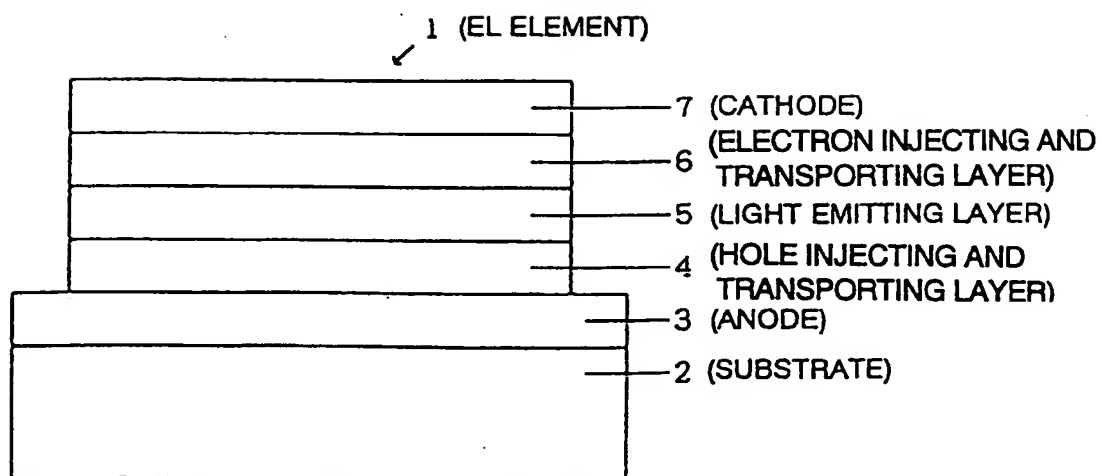 1 (EL ELEMENT)
7 (CATHODE)
6 (ELECTRON INJECTING AND
TRANSPORTING LAYER)
5 (LIGHT EMITTING LAYER)
4 (HOLE INJECTING AND
TRANSPORTING LAYER)
3 (ANODE)
2 (SUBSTRATE)